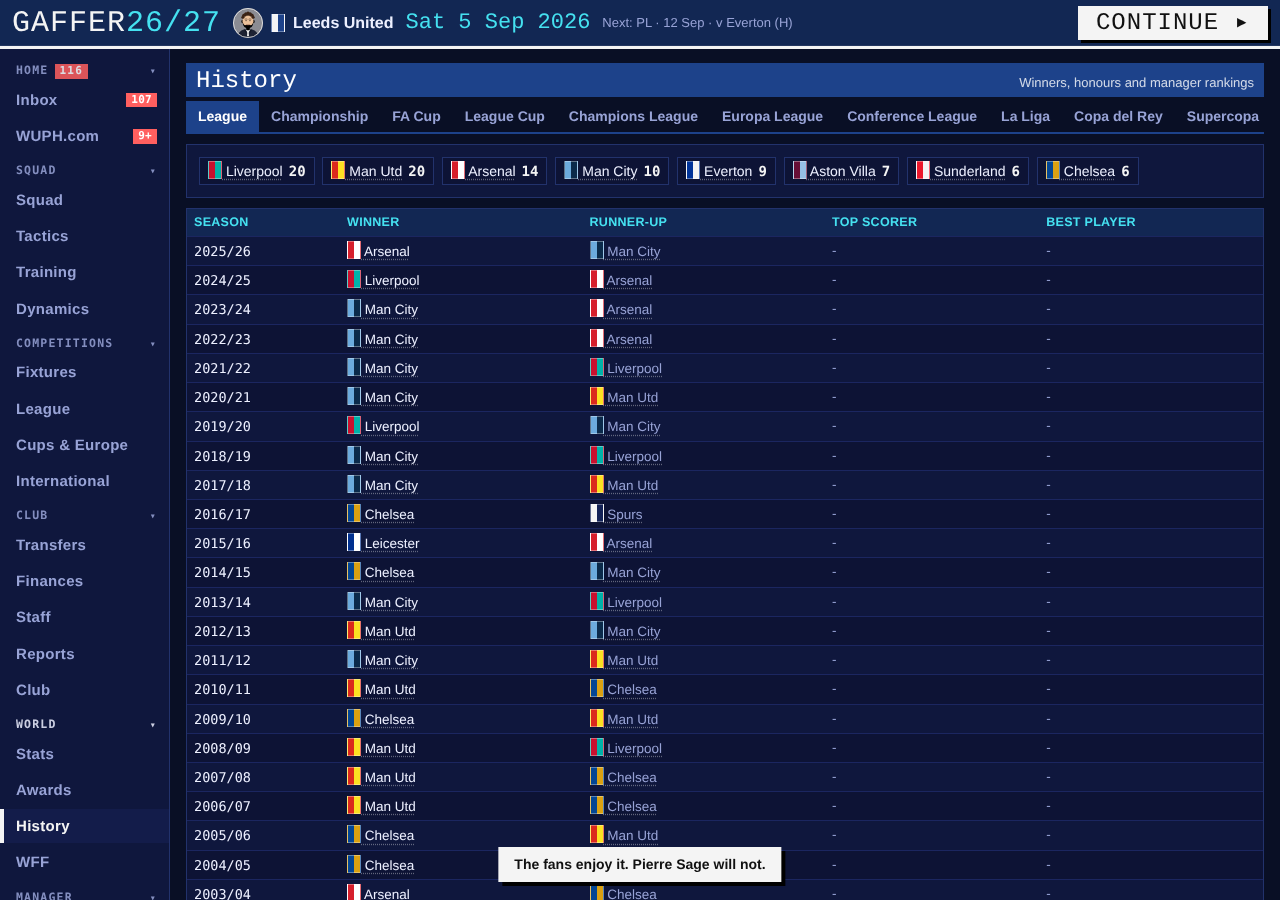 GAFFER26/27 Leeds United Sat 5 Sep 2026 Next: PL · 12 Sep · v Everton (H) CONTINUE ►
HOME 116 ▾
Inbox 107
WUPH.com 9+
SQUAD ▾
Squad
Tactics
Training
Dynamics
COMPETITIONS ▾
Fixtures
League
Cups & Europe
International
CLUB ▾
Transfers
Finances
Staff
Reports
Club
WORLD ▾
Stats
Awards
History
WFF
MANAGER ▾
History Winners, honours and manager rankings
League Championship FA Cup League Cup Champions League Europa League Conference League La Liga Copa del Rey Supercopa
Liverpool 20 Man Utd 20 Arsenal 14 Man City 10 Everton 9 Aston Villa 7 Sunderland 6 Chelsea 6
SEASON WINNER RUNNER-UP TOP SCORER BEST PLAYER
2025/26 Arsenal Man City - -
2024/25 Liverpool Arsenal - -
2023/24 Man City Arsenal - -
2022/23 Man City Arsenal - -
2021/22 Man City Liverpool - -
2020/21 Man City Man Utd - -
2019/20 Liverpool Man City - -
2018/19 Man City Liverpool - -
2017/18 Man City Man Utd - -
2016/17 Chelsea Spurs - -
2015/16 Leicester Arsenal - -
2014/15 Chelsea Man City - -
2013/14 Man City Liverpool - -
2012/13 Man Utd Man City - -
2011/12 Man City Man Utd - -
2010/11 Man Utd Chelsea - -
2009/10 Chelsea Man Utd - -
2008/09 Man Utd Liverpool - -
2007/08 Man Utd Chelsea - -
2006/07 Man Utd Chelsea - -
2005/06 Chelsea Man Utd - -
2004/05 Chelsea - -
The fans enjoy it. Pierre Sage will not.
2003/04 Arsenal Chelsea - -